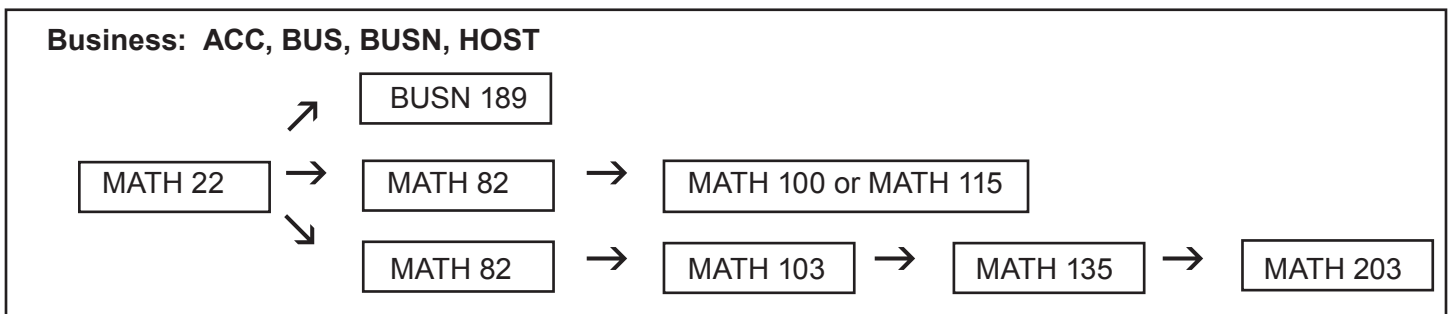 Business: ACC, BUS, BUSN, HOST
BUSN 189
MATH 22 → MATH 82 → MATH 100 or MATH 115
MATH 82 → MATH 103 → MATH 135 → MATH 203